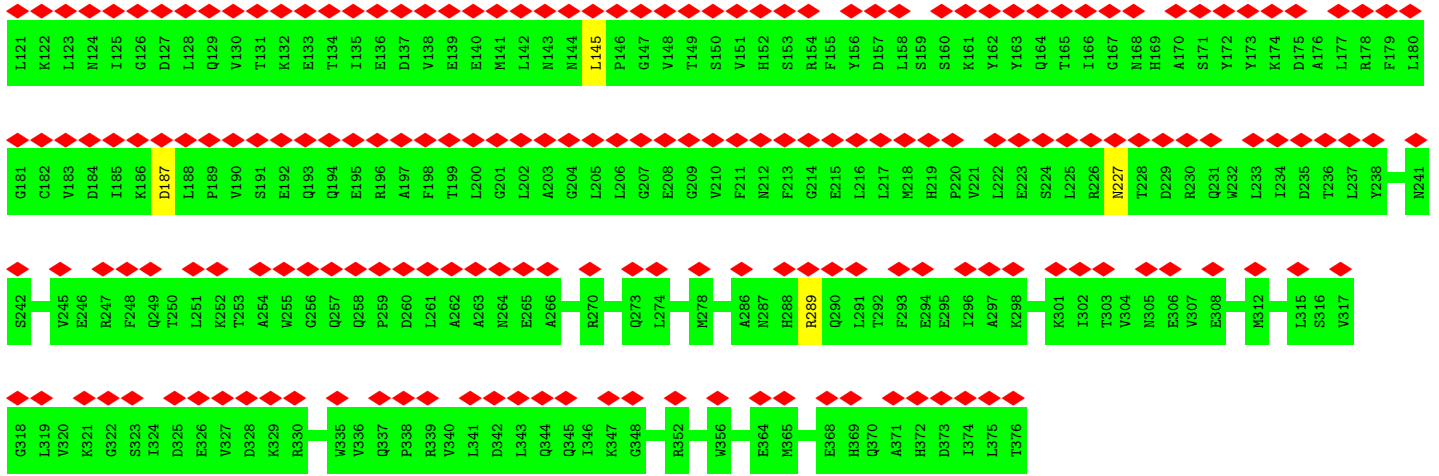 L121 K122 L123 N124 I125 G126 D127 L128 Q129 V130 T131 K132 E133 T134 I135 E136 D137 V138 E139 E140 M141 L142 N143 N144 L145 P146 G147 V148 T149 S150 V151 H152 S153 R154 F155 Y156 D157 L158 S159 S160 K161 Y162 Y163 Q164 T165 I166 G167 N168 H169 A170 S171 Y172 Y173 K174 D175 A176 L177 R178 F179 L180
G181 C182 V183 D184 I185 K186 D187 L188 P189 V190 S191 E192 Q193 Q194 E195 R196 A197 F198 T199 L200 G201 L202 A203 G204 L205 L206 G207 E208 G209 V210 F211 N212 F213 G214 E215 L216 L217 M218 H219 P220 V221 L222 E223 S224 L225 R226 N227 T228 D229 R230 Q231 W232 L233 I234 D235 T236 L237 Y238 N241
S242 V245 E246 R247 F248 Q249 T250 L251 K252 T253 A254 W255 G256 Q257 Q258 P259 D260 L261 A262 A263 N264 E265 A266 R270 Q273 L274 M278 A286 N287 H288 R289 Q290 L291 T292 F293 E294 E295 I296 A297 K298 K301 I302 T303 V304 N305 E306 V307 E308 M312 L315 S316 V317
G318 L319 V320 K321 G322 S323 I324 D325 E326 V327 D328 K329 R330 W335 V336 Q337 P338 R339 V340 L341 D342 L343 Q344 Q345 I346 K347 G348 R352 W356 E364 M365 E368 H369 Q370 A371 H372 D373 I374 L375 T376